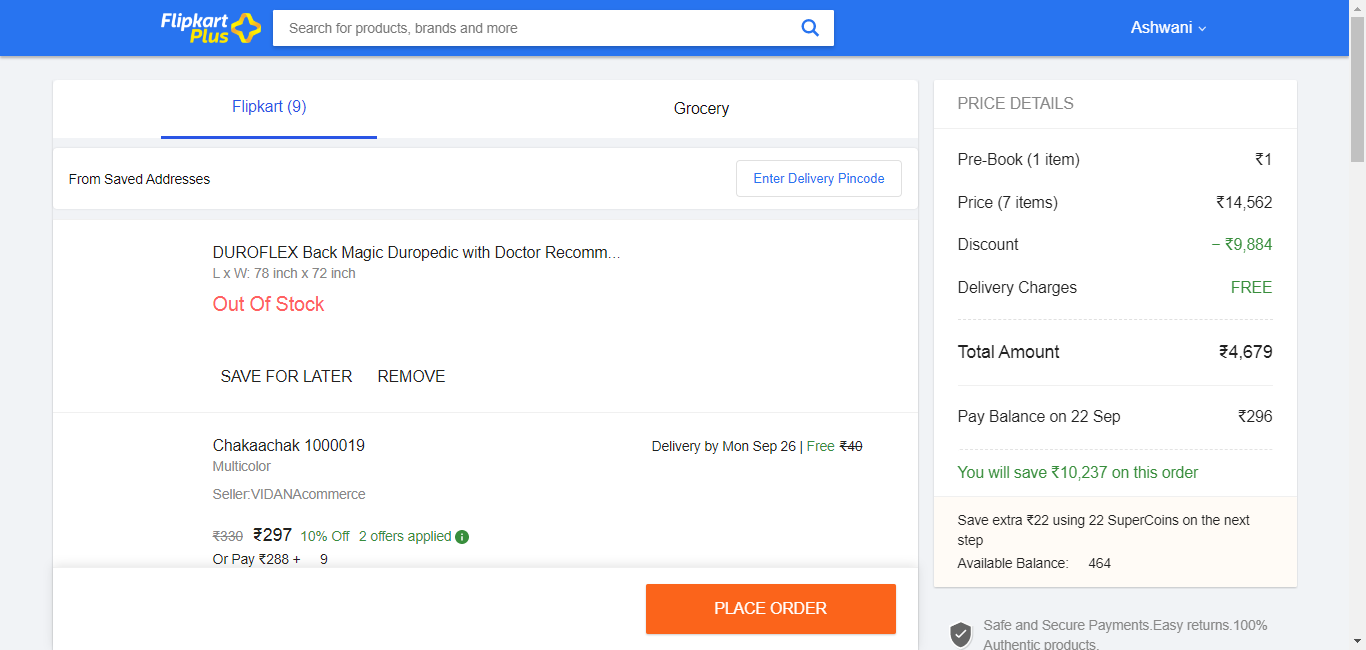 Flipkart
Plus
Search for products, brands and more
Ashwani
Flipkart (9)
Grocery
From Saved Addresses
Enter Delivery Pincode
DUROFLEX Back Magic Duropedic with Doctor Recomm...
L x W: 78 inch x 72 inch
Out Of Stock
SAVE FOR LATER REMOVE
Chakaachak 1000019
Multicolor
Seller:VIDANAcommerce
₹330 ₹297 10% Off 2 offers applied
Or Pay ₹288 + 9
Delivery by Mon Sep 26 | Free ₹40
PLACE ORDER
PRICE DETAILS
Pre-Book (1 item) ₹1
Price (7 items) ₹14,562
Discount − ₹9,884
Delivery Charges FREE
Total Amount ₹4,679
Pay Balance on 22 Sep ₹296
You will save ₹10,237 on this order
Save extra ₹22 using 22 SuperCoins on the next
step
Available Balance: 464
Safe and Secure Payments.Easy returns.100%
Authentic products.